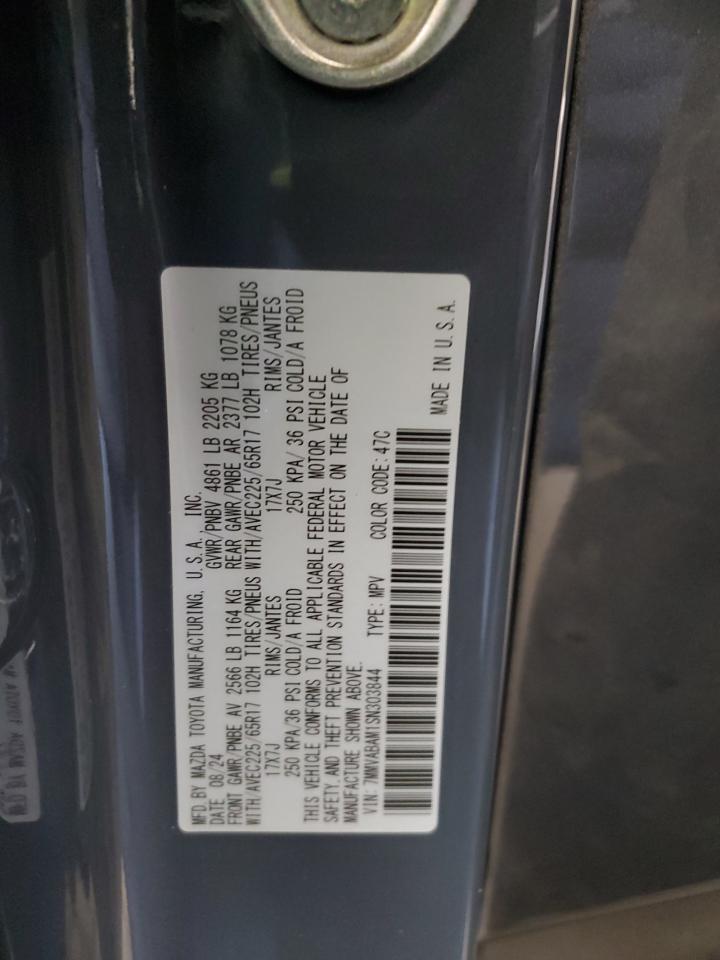 MFD. BY MAZDA TOYOTA MANUFACTURING, U.S.A., INC.
DATE 08/24 GVWR/PNBV 4861 LB 2205 KG
FRONT GAWR/PNBE AV 2566 LB 1164 KG REAR GAWR/PNBE AR 2377 LB 1078 KG
WITH/AVEC225/65R17 102H TIRES/PNEUS WITH/AVEC225/65R17 102H TIRES/PNEUS
17X7J RIMS/JANTES 17X7J RIMS/JANTES
250 KPA/36 PSI COLD/A FROID 250 KPA/ 36 PSI COLD/A FROID
THIS VEHICLE CONFORMS TO ALL APPLICABLE FEDERAL MOTOR VEHICLE
SAFETY, AND THEFT PREVENTION STANDARDS IN EFFECT ON THE DATE OF
MANUFACTURE SHOWN ABOVE.
VIN: 7MMVABAM1SN303844 TYPE: MPV COLOR CODE: 47C
MADE IN U.S.A.